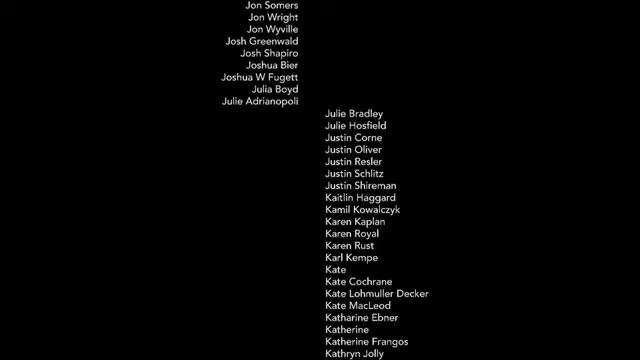 Jon Somers
Jon Wright
Jon Wyville
Josh Greenwald
Josh Shapiro
Joshua Bier
Joshua W Fugett
Julia Boyd
Julie Adrianopoli
Julie Bradley
Julie Hosfield
Justin Corne
Justin Oliver
Justin Resler
Justin Schlitz
Justin Shireman
Kaitlin Haggard
Kamil Kowalczyk
Karen Kaplan
Karen Royal
Karen Rust
Karl Kempe
Kate
Kate Cochrane
Kate Lohmuller Decker
Kate MacLeod
Katharine Ebner
Katherine
Katherine Frangos
Kathryn Jolly